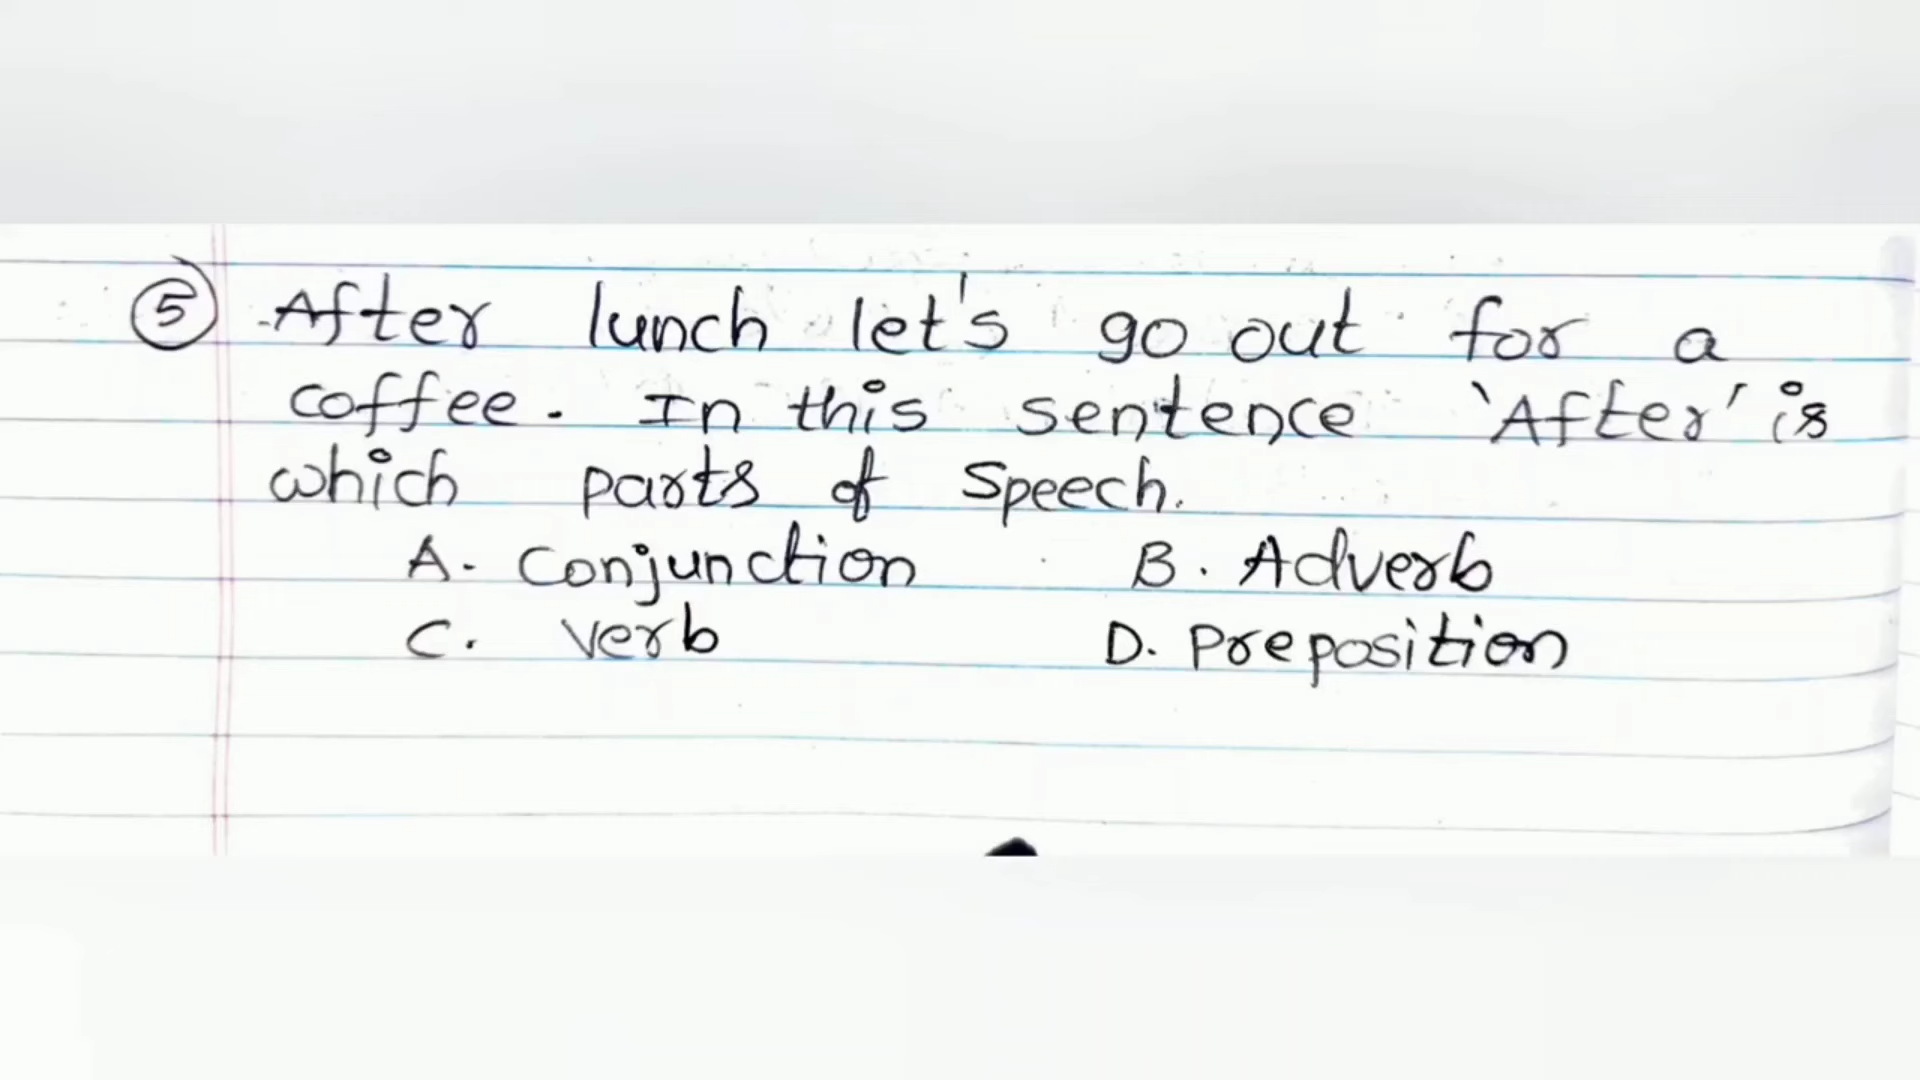 5 After lunch let's go out for a
coffee. In this sentence 'After' is
which parts of Speech.
A. Conjunction B. Adverb
C. Verb D. Preposition